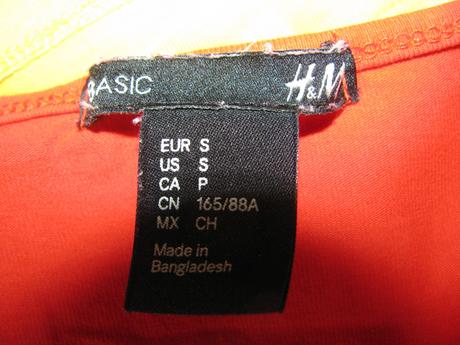 BASIC H&M
EUR S
US S
CA P
CN 165/88A
MX CH
Made in
Bangladesh